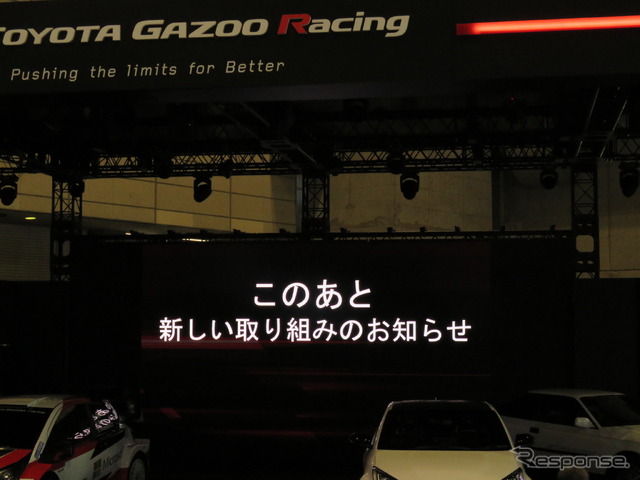 TOYOTA GAZOO Racing
Pushing the limits for Better
このあと
新しい取り組みのお知らせ
Response.